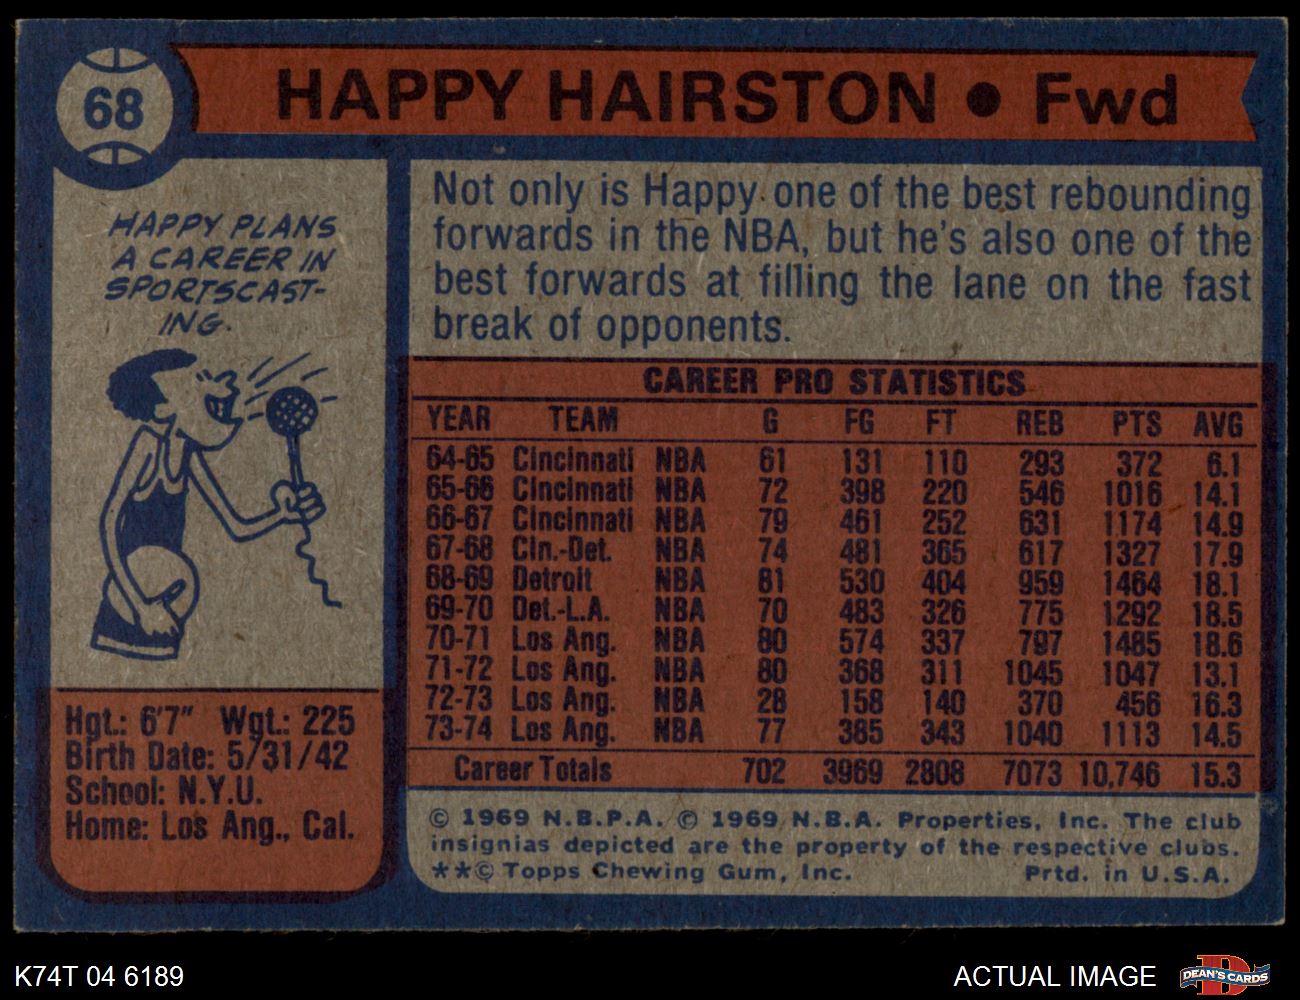 68
HAPPY HAIRSTON • Fwd
HAPPY PLANS
A CAREER IN
SPORTSCAST-
ING.
Hgt.: 6'7" Wgt.: 225
Birth Date: 5/31/42
School: N.Y.U.
Home: Los Ang., Cal.
Not only is Happy one of the best rebounding
forwards in the NBA, but he's also one of the
best forwards at filling the lane on the fast
break of opponents.
CAREER PRO STATISTICS
YEAR TEAM G FG FT REB PTS AVG
64-65 Cincinnati NBA 61 131 110 293 372 6.1
65-66 Cincinnati NBA 72 398 220 546 1016 14.1
66-67 Cincinnati NBA 79 461 252 631 1174 14.9
67-68 Cin.-Det. NBA 74 481 365 617 1327 17.9
68-69 Detroit NBA 81 530 404 959 1464 18.1
69-70 Det.-L.A. NBA 70 483 326 775 1292 18.5
70-71 Los Ang. NBA 80 574 337 797 1485 18.6
71-72 Los Ang. NBA 80 368 311 1045 1047 13.1
72-73 Los Ang. NBA 28 158 140 370 456 16.3
73-74 Los Ang. NBA 77 385 343 1040 1113 14.5
Career Totals 702 3969 2808 7073 10,746 15.3
© 1969 N.B.P.A. © 1969 N.B.A. Properties, Inc. The club
insignias depicted are the property of the respective clubs.
**© Topps Chewing Gum, Inc. Prtd. in U.S.A.
K74T 04 6189
ACTUAL IMAGE
D
DEAN'S CARDS